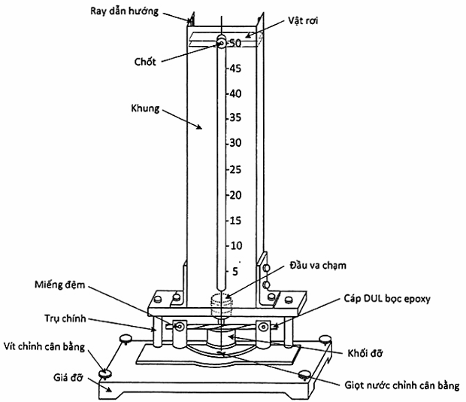 Ray dẫn hướng
Vật rơi
Chốt
50
45
Khung
40
35
30
25
20
15
10
5
Đầu va chạm
Miếng đệm
Cáp DUL bọc epoxy
Trụ chính
Vít chỉnh cân bằng
Khối đỡ
Giá đỡ
Giọt nước chỉnh cân bằng